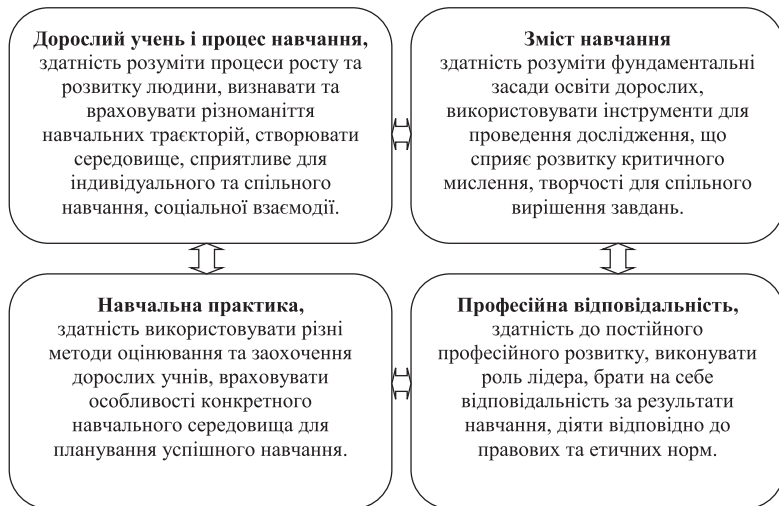 Дорослий учень і процес навчання,
здатність розуміти процеси росту та
розвитку людини, визнавати та
враховувати різноманіття
навчальних траєкторій, створювати
середовище, сприятливе для
індивідуального та спільного
навчання, соціальної взаємодії.
Зміст навчання
здатність розуміти фундаментальні
засади освіти дорослих,
використовувати інструменти для
проведення дослідження, що
сприяє розвитку критичного
мислення, творчості для спільного
вирішення завдань.
Навчальна практика,
здатність використовувати різні
методи оцінювання та заохочення
дорослих учнів, враховувати
особливості конкретного
навчального середовища для
планування успішного навчання.
Професійна відповідальність,
здатність до постійного
професійного розвитку, виконувати
роль лідера, брати на себе
відповідальність за результати
навчання, діяти відповідно до
правових та етичних норм.